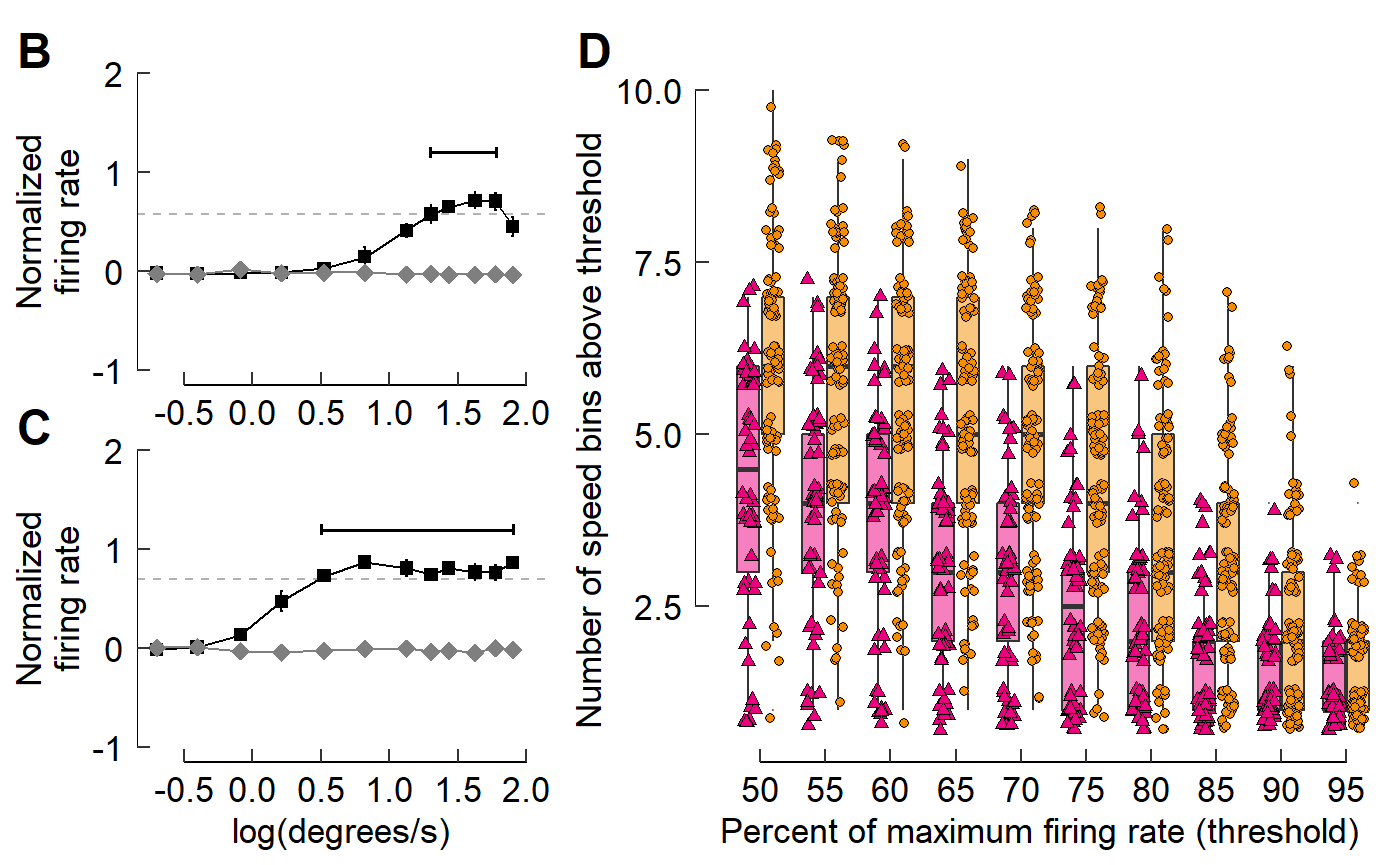 B
2
1
0
-1
Normalized
firing rate
-0.5 0.0 0.5 1.0 1.5 2.0
C
2
1
0
-1
Normalized
firing rate
-0.5 0.0 0.5 1.0 1.5 2.0
log(degrees/s)
D
10.0
7.5
5.0
2.5
Number of speed bins above threshold
50 55 60 65 70 75 80 85 90 95
Percent of maximum firing rate (threshold)